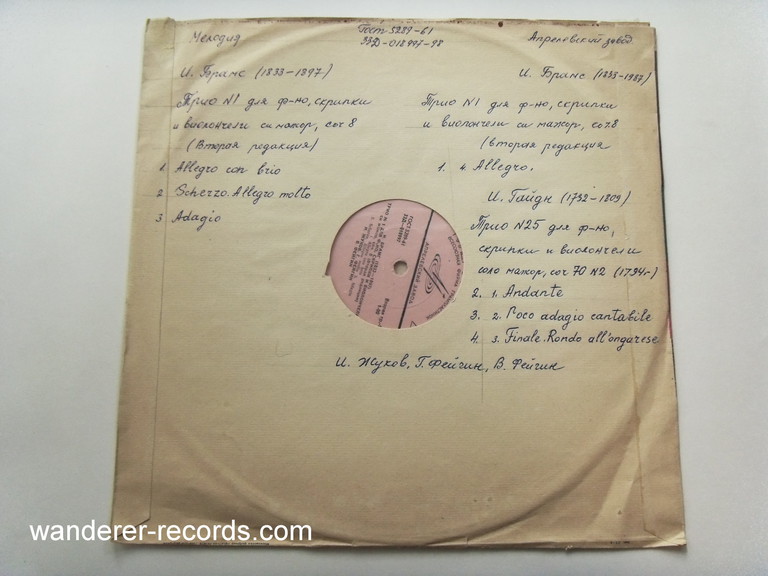 Мелодия
Гост 5289-61
33Д-018997-98
Апрелевский завод
И. Брамс (1833-1897)
Трио N1 для ф-но, скрипки
и виолончели си мажор, соч 8
(Вторая редакция)
1 Allegro con brio
2 Scherzo. Allegro molto
3 Adagio
И. Брамс (1833-1987)
Трио N1 для ф-но, скрипки
и виолончели си мажор, соч.8
(вторая редакция
1. 4. Allegro.
И. Гайдн (1732-1809)
Трио N25 для ф-но,
скрипки и виолончели
соло мажор, соч 70 N2 (1794г)
2. 1. Andante
3. 2. Poco adagio cantabile
4. 3. Finale. Rondo all'ongarese
И. Жуков, Г. Фейгин, В. Фейгин
wanderer-records.com